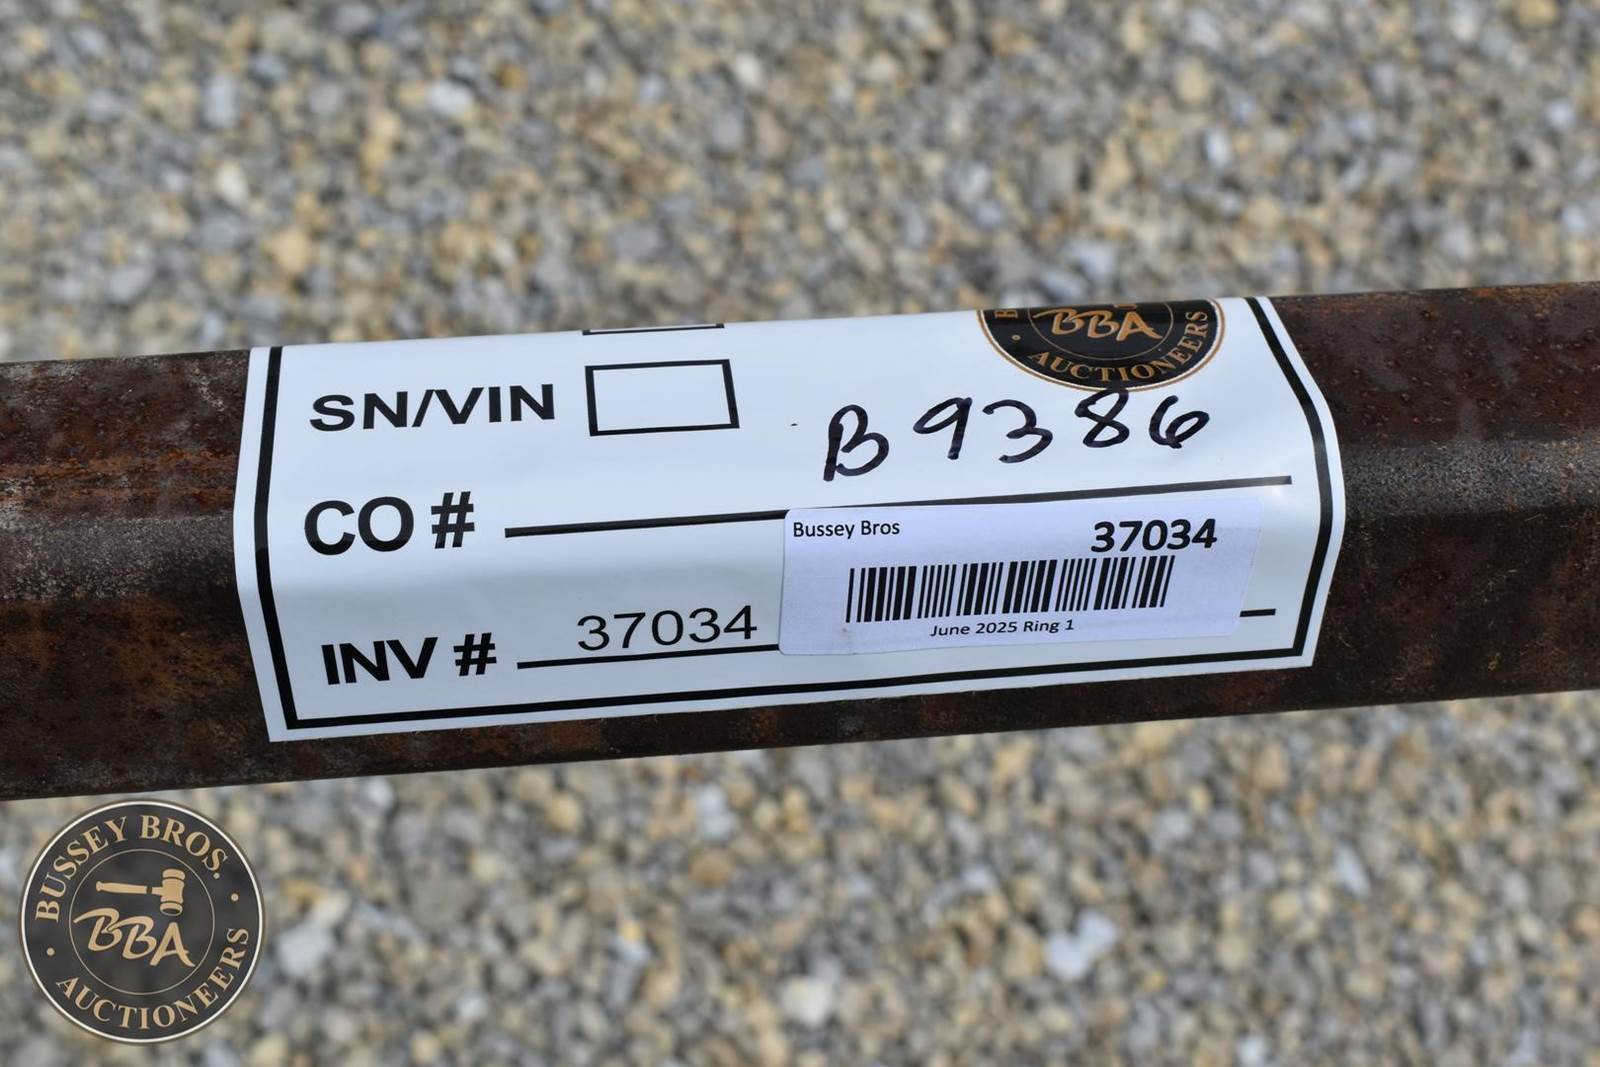 BBA
AUCTIONEERS
SN/VIN
B9386
CO #
Bussey Bros
37034
June 2025 Ring 1
INV # 37034
BUSSEY BROS.
BBA
AUCTIONEERS